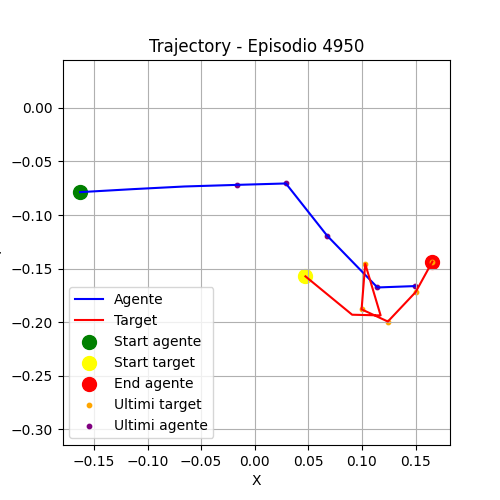 Trajectory - Episodio 4950
0.00
−0.05
−0.10
−0.15
−0.20
−0.25
−0.30
Agente
Target
Start agente
Start target
End agente
Ultimi target
Ultimi agente
−0.15 −0.10 −0.05 0.00 0.05 0.10 0.15
X